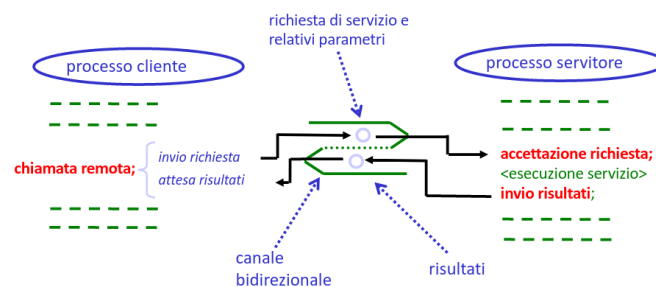 richiesta di servizio e
relativi parametri
processo cliente
processo servitore
chiamata remota;
invio richiesta
attesa risultati
accettazione richiesta;
<esecuzione servizio>
invio risultati;
canale
bidirezionale
risultati